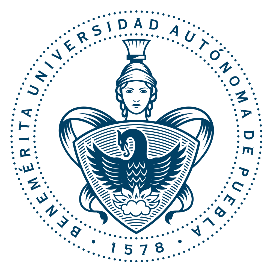 BENEMÉRITA UNIVERSIDAD AUTÓNOMA DE PUEBLA
· 1578 ·